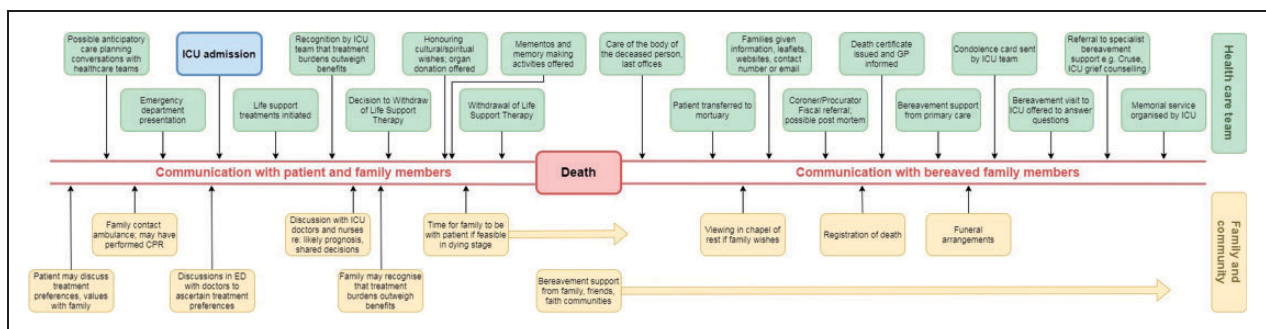 Possible anticipatory
care planning
conversations with
healthcare teams
ICU admission
Recognition by ICU
team that treatment
burdens outweigh
benefits
Honouring
cultural/spiritual
wishes; organ
donation offered
Mementos and
memory making
activities offered
Care of the body of
the deceased person,
last offices
Families given
information, leaflets,
websites, contact
number or email
Death certificate
issued and GP
informed
Condolence card sent
by ICU team
Referral to specialist
bereavement
support e.g. Cruse,
ICU grief counselling
Health care team
Emergency
department
presentation
Life support
treatments initiated
Decision to Withdraw
of Life Support
Therapy
Withdrawal of Life
Support Therapy
Patient transferred to
mortuary
Coroner/Procurator
Fiscal referral;
possible post mortem
Bereavement support
from primary care
Bereavement visit to
ICU offered to answer
questions
Memorial service
organised by ICU
Communication with patient and family members
Death
Communication with bereaved family members
Family contact
ambulance; may have
performed CPR
Discussion with ICU
doctors and nurses
re: likely prognosis,
shared decisions
Time for family to be
with patient if feasible
in dying stage
Viewing in chapel of
rest if family wishes
Registration of death
Funeral
arrangements
Family and
community
Patient may discuss
treatment
preferences, values
with family
Discussions in ED
with doctors to
ascertain treatment
preferences
Family may recognise
that treatment
burdens outweigh
benefits
Bereavement support
from family, friends,
faith communities